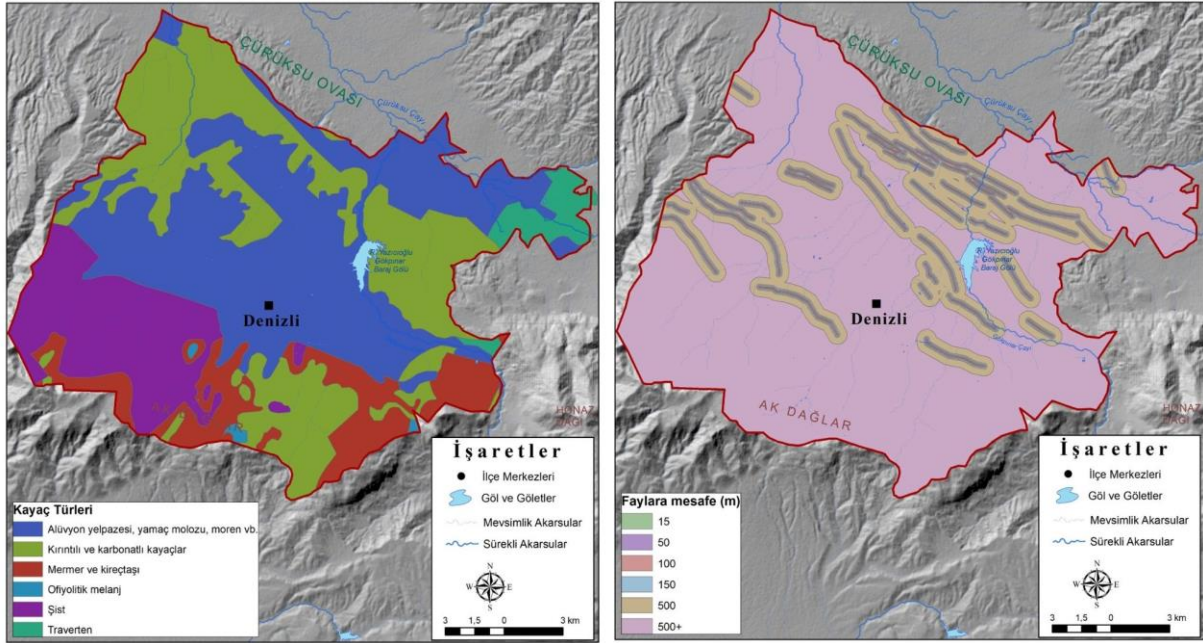 ÇÜRÜKSU OVASI
Çürüksu Çayı
Gökpınar
Baraj Gölü
Denizli
HONAZ
DAĞI
Kayaç Türleri
Alüvyon yelpazesi, yamaç molozu, moren vb.
Kırıntılı ve karbonatlı kayaçlar
Mermer ve kireçtaşı
Ofiyolitik melanj
Şist
Traverten
İşaretler
İlçe Merkezleri
Göl ve Göletler
Mevsimlik Akarsular
Sürekli Akarsular
N
W E
S
3 1,5 0 3 km
ÇÜRÜKSU OVASI
Çürüksu Çayı
Gökpınar
Baraj Gölü
Denizli
AK DAĞLAR
HONAZ
DAĞI
Faylara mesafe (m)
15
50
100
150
500
500+
İşaretler
İlçe Merkezleri
Göl ve Göletler
Mevsimlik Akarsular
Sürekli Akarsular
N
W E
S
3 1,5 0 3 km